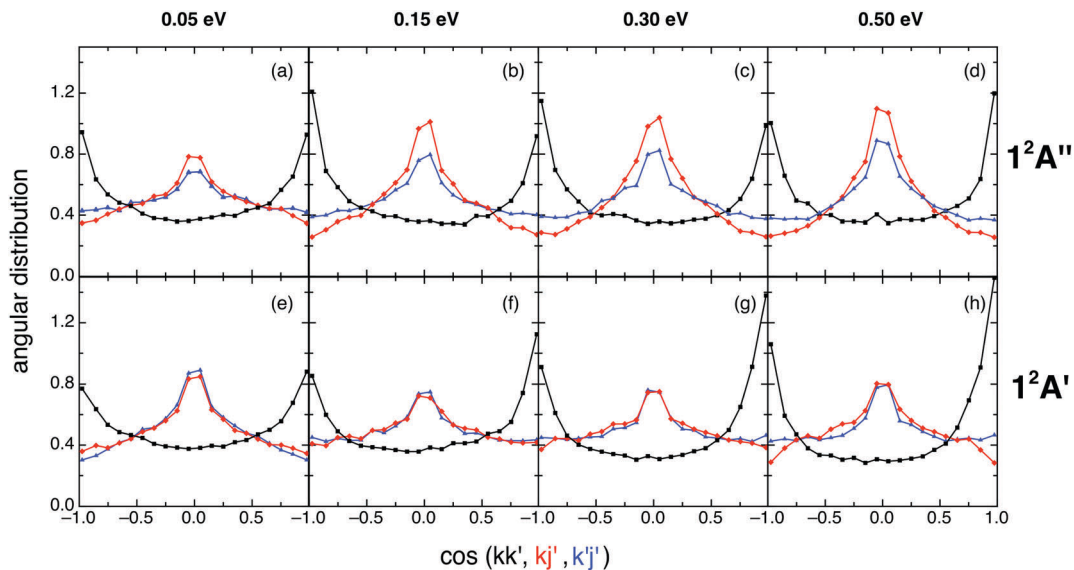 0.05 eV 0.15 eV 0.30 eV 0.50 eV
(a) (b) (c) (d)
1.2
0.8
0.4
0.0
1²A''
(e) (f) (g) (h)
1.2
0.8
0.4
0.0
1²A'
angular distribution
−1.0 −0.5 0.0 0.5 −1.0 −0.5 0.0 0.5 −1.0 −0.5 0.0 0.5 −1.0 −0.5 0.0 0.5 1.0
cos (kk', kj' , k'j')